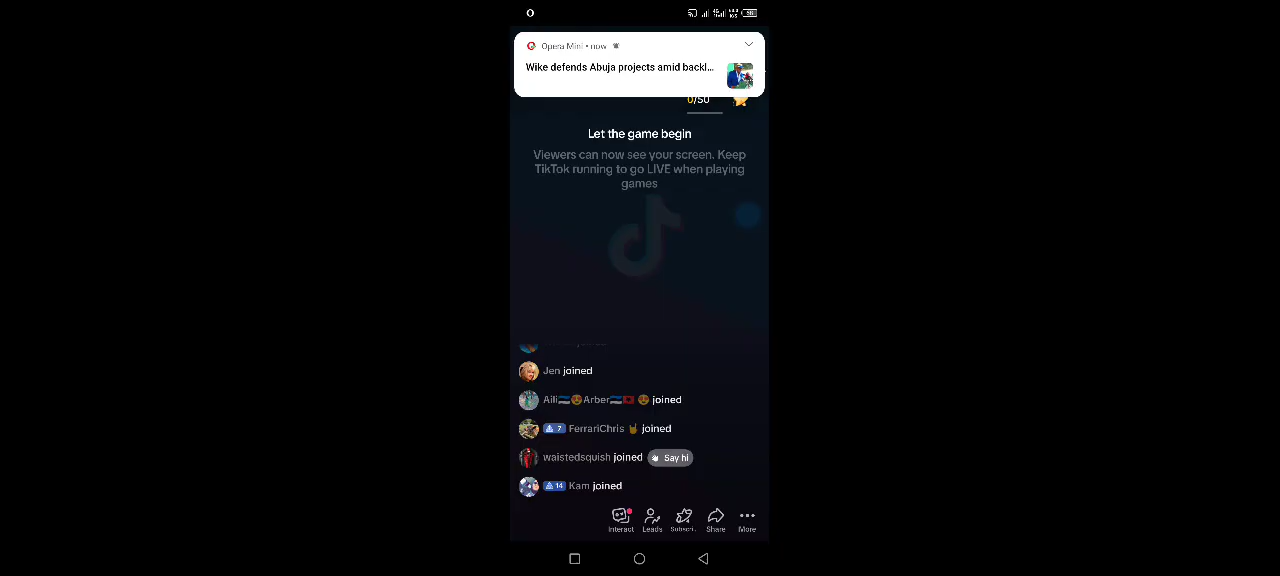 Opera Mini • now
Wike defends Abuja projects amid backl...
0/50
Let the game begin
Viewers can now see your screen. Keep
TikTok running to go LIVE when playing
games
Jen joined
Aili🇪🇪😍Arber🇪🇪🇦🇱 😍 joined
7 FerrariChris 🤘 joined
waistedsquish joined Say hi
14 Kam joined
Interact Leads Subscri.. Share More